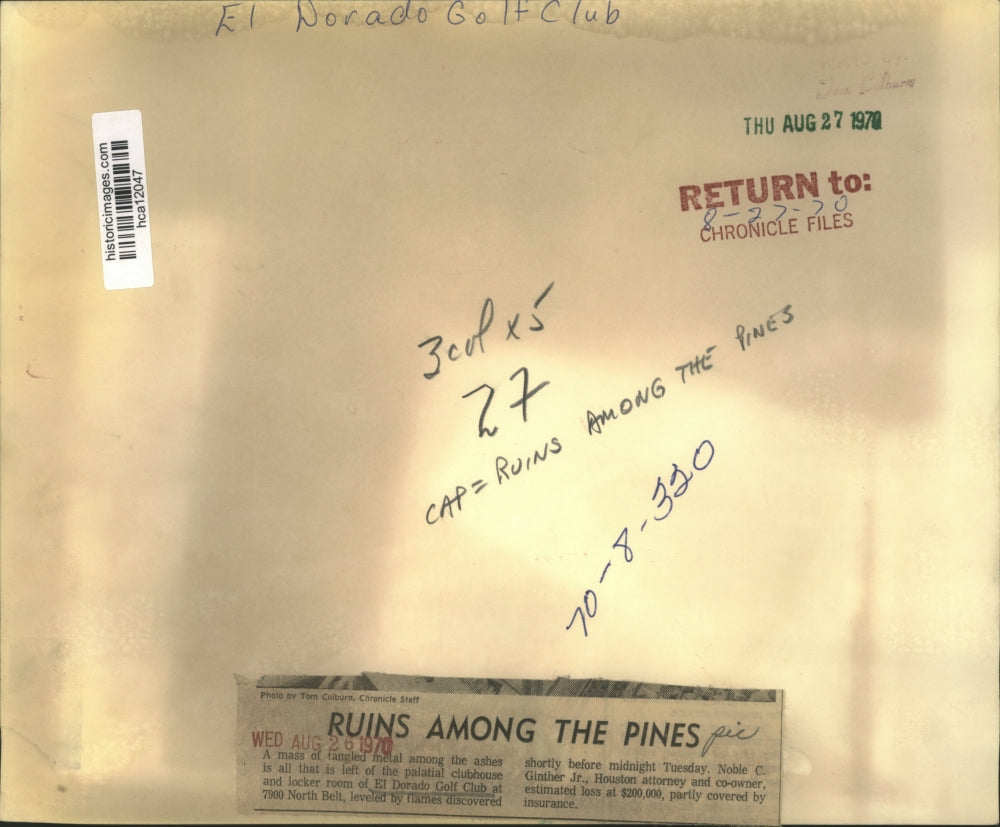 El Dorado Golf Club
historicimages.com
hca12047
THU AUG 27 1970
RETURN to:
8-27-70
CHRONICLE FILES
3 col x 5
27
CAP = RUINS AMONG THE PINES
70-8-320
Photo by Tom Colburn, Chronicle Staff
RUINS AMONG THE PINES pic
WED AUG 26 1970
A mass of tangled metal among the ashes
is all that is left of the palatial clubhouse
and locker room of El Dorado Golf Club at
7900 North Belt, leveled by flames discovered
shortly before midnight Tuesday. Noble C.
Ginther Jr., Houston attorney and co-owner,
estimated loss at $200,000, partly covered by
insurance.